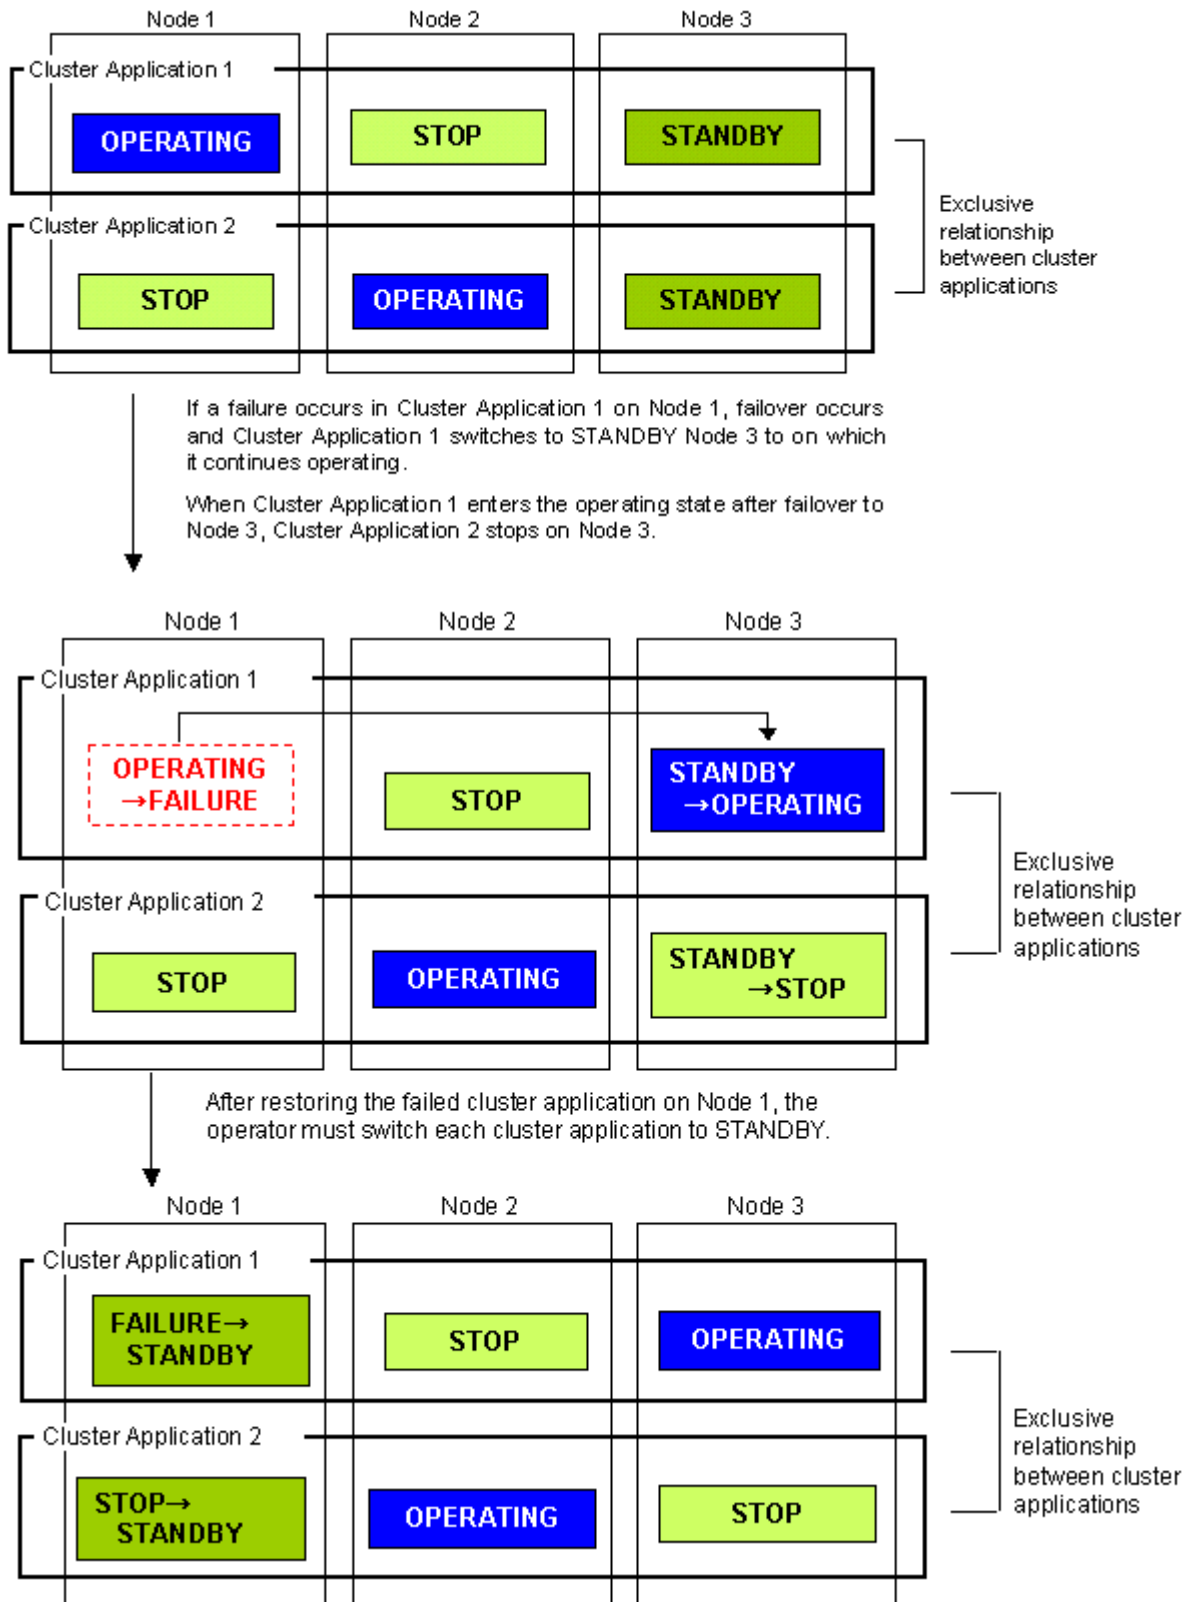 Node 1
Node 2
Node 3
Cluster Application 1
OPERATING
STOP
STANDBY
Cluster Application 2
STOP
OPERATING
STANDBY
Exclusive
relationship
between cluster
applications
If a failure occurs in Cluster Application 1 on Node 1, failover occurs
and Cluster Application 1 switches to STANDBY Node 3 to on which
it continues operating.
When Cluster Application 1 enters the operating state after failover to
Node 3, Cluster Application 2 stops on Node 3.
Node 1
Node 2
Node 3
Cluster Application 1
OPERATING
→FAILURE
STOP
STANDBY
→OPERATING
Cluster Application 2
STOP
OPERATING
STANDBY
→STOP
Exclusive
relationship
between cluster
applications
After restoring the failed cluster application on Node 1, the
operator must switch each cluster application to STANDBY.
Node 1
Node 2
Node 3
Cluster Application 1
FAILURE→
STANDBY
STOP
OPERATING
Cluster Application 2
STOP→
STANDBY
OPERATING
STOP
Exclusive
relationship
between cluster
applications